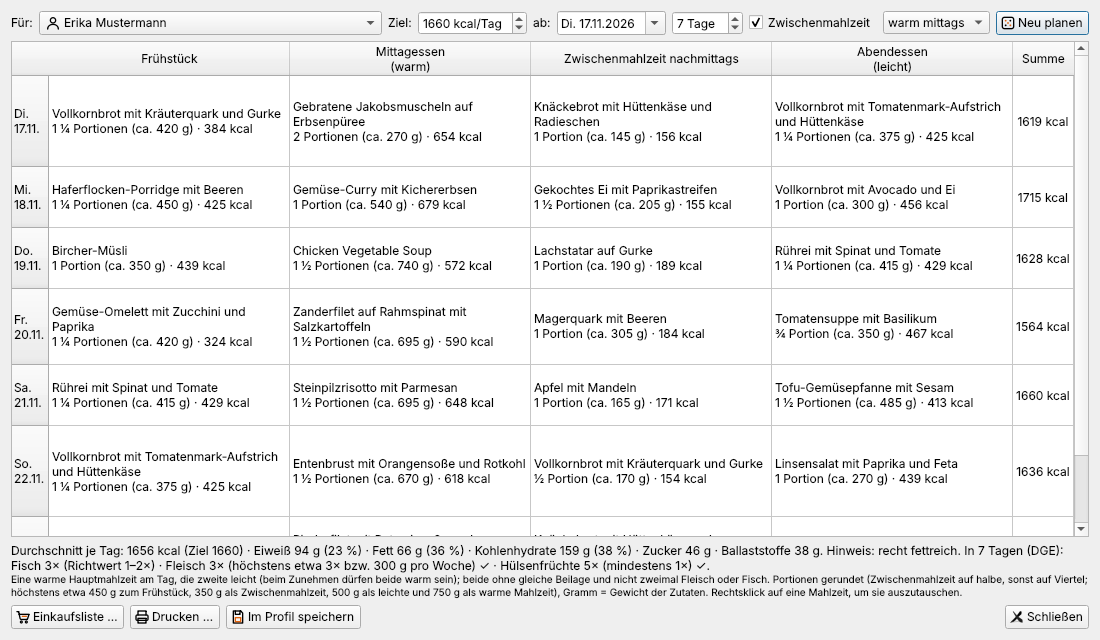 Für: Erika Mustermann Ziel: 1660 kcal/Tag ab: Di. 17.11.2026 7 Tage Zwischenmahlzeit warm mittags Neu planen
Frühstück Mittagessen (warm) Zwischenmahlzeit nachmittags Abendessen (leicht) Summe
Di. 17.11.
Vollkornbrot mit Kräuterquark und Gurke
1 ¼ Portionen (ca. 420 g) · 384 kcal
Gebratene Jakobsmuscheln auf
Erbsenpüree
2 Portionen (ca. 270 g) · 654 kcal
Knäckebrot mit Hüttenkäse und
Radieschen
1 Portion (ca. 145 g) · 156 kcal
Vollkornbrot mit Tomatenmark-Aufstrich
und Hüttenkäse
1 ¼ Portionen (ca. 375 g) · 425 kcal
1619 kcal
Mi. 18.11.
Haferflocken-Porridge mit Beeren
1 ¼ Portionen (ca. 450 g) · 425 kcal
Gemüse-Curry mit Kichererbsen
1 Portion (ca. 540 g) · 679 kcal
Gekochtes Ei mit Paprikastreifen
1 ½ Portionen (ca. 205 g) · 155 kcal
Vollkornbrot mit Avocado und Ei
1 Portion (ca. 300 g) · 456 kcal
1715 kcal
Do. 19.11.
Bircher-Müsli
1 Portion (ca. 350 g) · 439 kcal
Chicken Vegetable Soup
1 ½ Portionen (ca. 740 g) · 572 kcal
Lachstatar auf Gurke
1 Portion (ca. 190 g) · 189 kcal
Rührei mit Spinat und Tomate
1 ¼ Portionen (ca. 415 g) · 429 kcal
1628 kcal
Fr. 20.11.
Gemüse-Omelett mit Zucchini und
Paprika
1 ¼ Portionen (ca. 420 g) · 324 kcal
Zanderfilet auf Rahmspinat mit
Salzkartoffeln
1 ½ Portionen (ca. 695 g) · 590 kcal
Magerquark mit Beeren
1 Portion (ca. 305 g) · 184 kcal
Tomatensuppe mit Basilikum
¾ Portion (ca. 350 g) · 467 kcal
1564 kcal
Sa. 21.11.
Rührei mit Spinat und Tomate
1 ¼ Portionen (ca. 415 g) · 429 kcal
Steinpilzrisotto mit Parmesan
1 ½ Portionen (ca. 695 g) · 648 kcal
Apfel mit Mandeln
1 Portion (ca. 165 g) · 171 kcal
Tofu-Gemüsepfanne mit Sesam
1 ½ Portionen (ca. 485 g) · 413 kcal
1660 kcal
So. 22.11.
Vollkornbrot mit Tomatenmark-Aufstrich
und Hüttenkäse
1 ¼ Portionen (ca. 375 g) · 425 kcal
Entenbrust mit Orangensoße und Rotkohl
1 ½ Portionen (ca. 670 g) · 618 kcal
Vollkornbrot mit Kräuterquark und Gurke
½ Portion (ca. 170 g) · 154 kcal
Linsensalat mit Paprika und Feta
1 Portion (ca. 270 g) · 439 kcal
1636 kcal
Durchschnitt je Tag: 1656 kcal (Ziel 1660) · Eiweiß 94 g (23 %) · Fett 66 g (36 %) · Kohlenhydrate 159 g (38 %) · Zucker 46 g · Ballaststoffe 38 g. Hinweis: recht fettreich. In 7 Tagen (DGE):
Fisch 3× (Richtwert 1–2×) · Fleisch 3× (höchstens etwa 3× bzw. 300 g pro Woche) ✓ · Hülsenfrüchte 5× (mindestens 1×) ✓.
Eine warme Hauptmahlzeit am Tag, die zweite leicht (beim Zunehmen dürfen beide warm sein); beide ohne gleiche Beilage und nicht zweimal Fleisch oder Fisch. Portionen gerundet (Zwischenmahlzeit auf halbe, sonst auf Viertel;
höchstens etwa 450 g zum Frühstück, 350 g als Zwischenmahlzeit, 500 g als leichte und 750 g als warme Mahlzeit), Gramm = Gewicht der Zutaten. Rechtsklick auf eine Mahlzeit, um sie auszutauschen.
Einkaufsliste ... Drucken ... Im Profil speichern Schließen